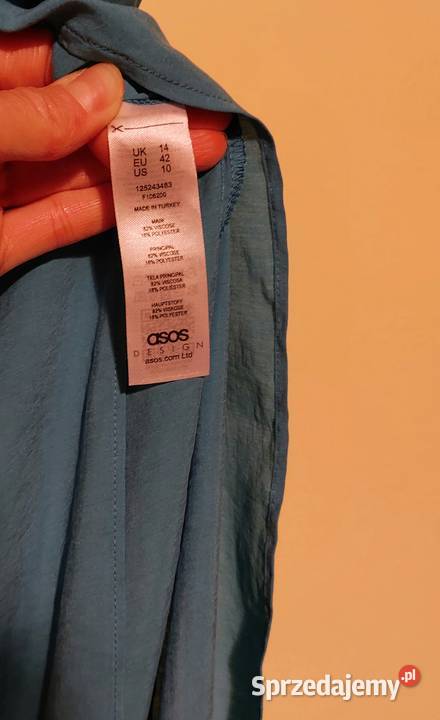 UK 14
EU 42
US 10
125243483
F106200
MADE IN TURKEY
MAIN
82% VISCOSE
18% POLYESTER
PRINCIPAL
82% VISCOSE
18% POLYESTER
TELA PRINCIPAL
82% VISCOSA
18% POLIÉSTER
HAUPTSTOFF
82% VISKOSE
18% POLYESTER
asos
DESIGN
asos.com Ltd
Sprzedajemy.pl